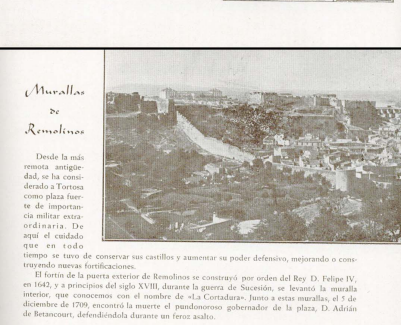 Murallas
de
Remolinos
Desde la más
remota antigüe-
dad, se ha consi-
derado a Tortosa
como plaza fuer-
te de importan-
cia militar extra-
ordinaria. De
aquí el cuidado
que en todo
tiempo se tuvo de conservar sus castillos y aumentar su poder defensivo, mejorando o cons-
truyendo nuevas fortificaciones.
El fortín de la puerta exterior de Remolinos se construyó por orden del Rey D. Felipe IV,
en 1642, y a principios del siglo XVIII, durante la guerra de Sucesión, se levantó la muralla
interior, que conocemos con el nombre de «La Cortadura». Junto a estas murallas, el 5 de
diciembre de 1709, encontró la muerte el pundonoroso gobernador de la plaza, D. Adrián
de Betancourt, defendiéndola durante un feroz asalto.